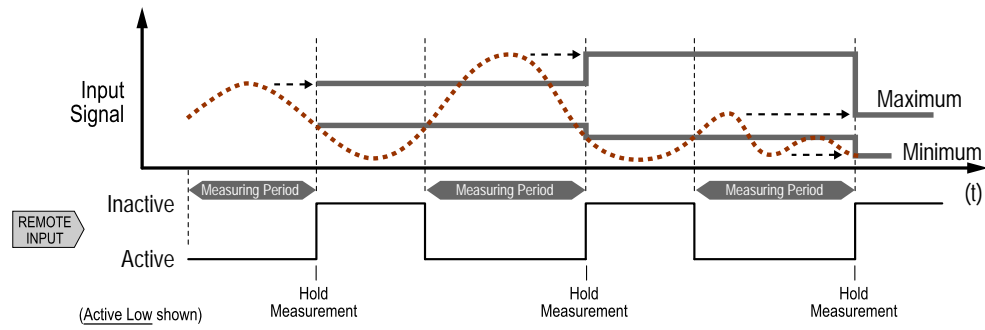 Input
Signal
Maximum
Minimum
(t)
Measuring Period
Measuring Period
Measuring Period
REMOTE
INPUT
Inactive
Active
Hold
Measurement
Hold
Measurement
Hold
Measurement
(Active Low shown)